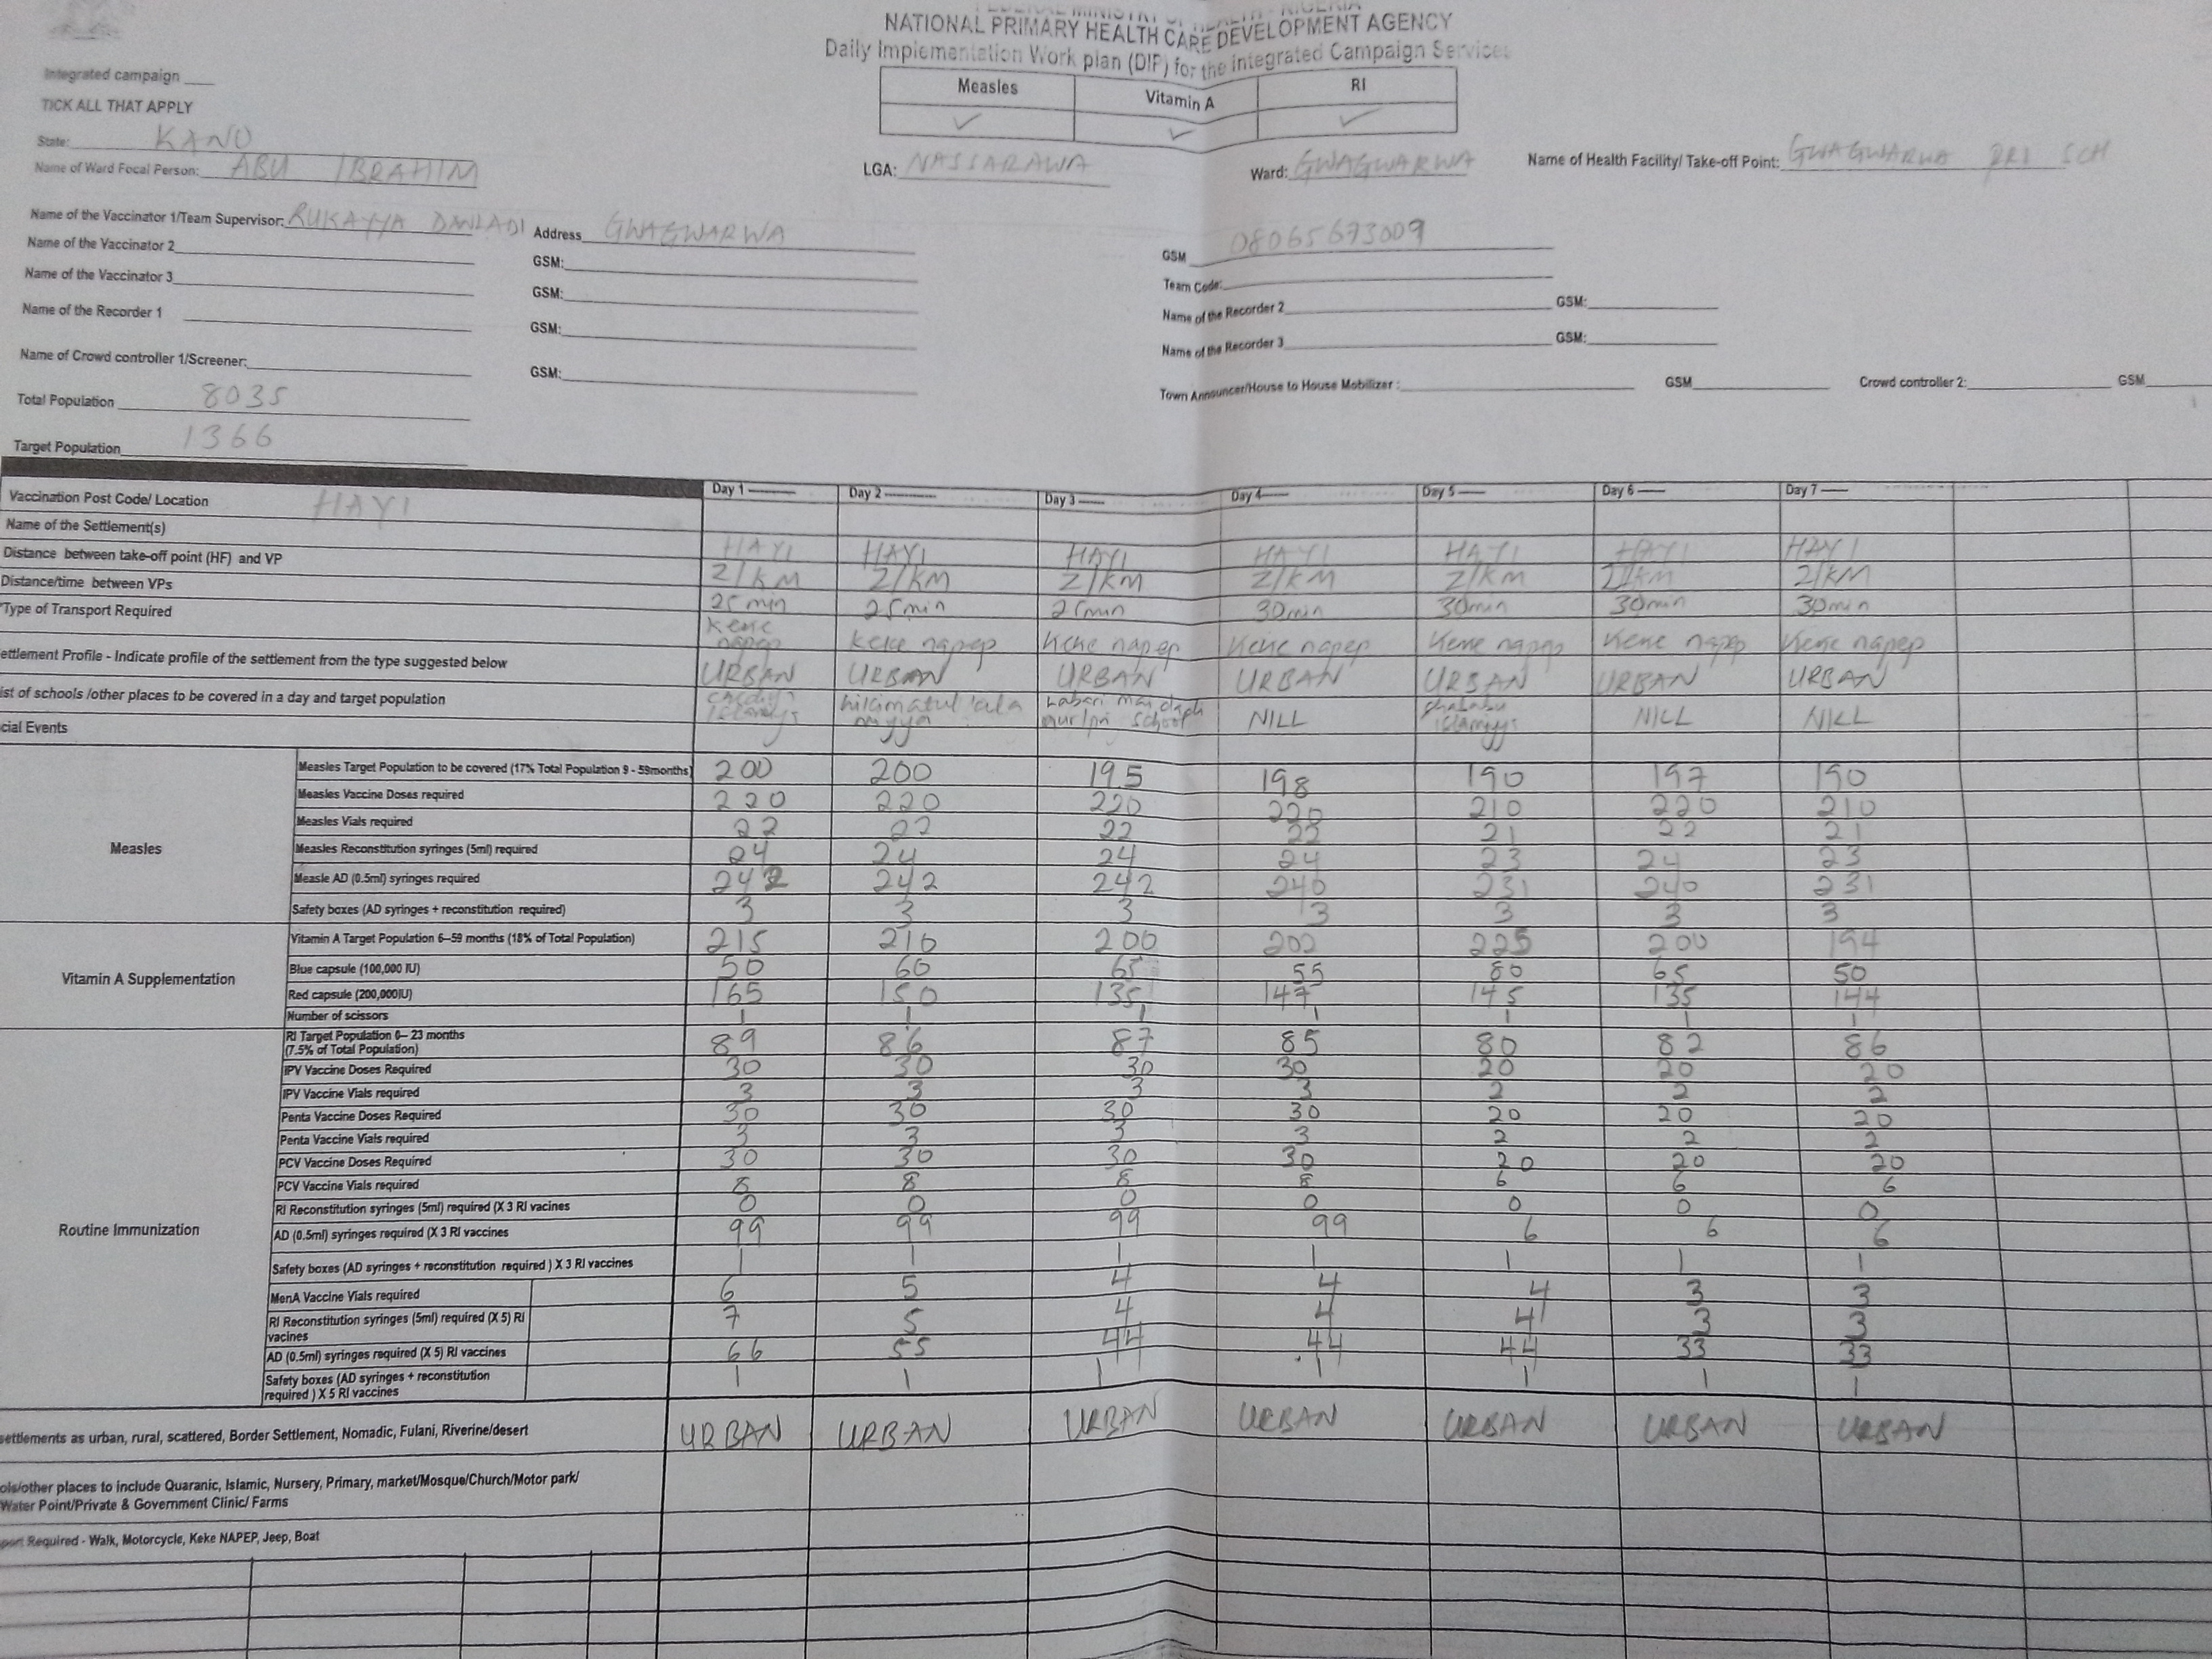 FEDERAL MINISTRY OF HEALTH - NIGERIA
NATIONAL PRIMARY HEALTH CARE DEVELOPMENT AGENCY
Daily Implementation Work plan (DIP) for the Integrated Campaign Services
Integrated campaign
TICK ALL THAT APPLY
Measles Vitamin A RI
✓ ✓ ✓
State: KANO
Name of Ward Focal Person: ABU IBRAHIM LGA: NASSARAWA Ward: GWAGWARWA Name of Health Facility/ Take-off Point: GWAGWARWA PRI SCH
Name of the Vaccinator 1/Team Supervisor: RUKAYYA DANLADI Address GWAGWARWA GSM 08065673009
Name of the Vaccinator 2 GSM: Team Code:
Name of the Vaccinator 3 GSM: Name of the Recorder 2 GSM:
Name of the Recorder 1 GSM: Name of the Recorder 3 GSM:
Name of Crowd controller 1/Screener: GSM: Town Announcer/House to House Mobilizer : GSM Crowd controller 2: GSM
Total Population 8035
Target Population 1366
Day 1 Day 2 Day 3 Day 4 Day 5 Day 6 Day 7
Vaccination Post Code/ Location HAYI
Name of the Settlement(s) HAYI HAYI HAYI HAYI HAYI HAYI HAYI
Distance between take-off point (HF) and VP 2/KM 2/KM 2/KM 2/KM 2/KM 2/KM 2/KM
Distance/time between VPs 25min 25min 25min 30min 30min 30min 30min
*Type of Transport Required Keke napep Keke napep Keke napep Keke napep Keke napep Keke napep Keke napep
ettlement Profile - Indicate profile of the settlement from the type suggested below URBAN URBAN URBAN URBAN URBAN URBAN URBAN
ist of schools /other places to be covered in a day and target population NILL NILL NILL
cial Events
Measles
Measles Target Population to be covered (17% Total Population 9 - 59months) 200 200 195 198 190 197 190
Measles Vaccine Doses required 220 220 220 220 210 220 210
Measles Vials required 22 22 22 22 21 22 21
Measles Reconstitution syringes (5ml) required 24 24 24 24 23 24 23
Measle AD (0.5ml) syringes required 242 242 242 240 231 240 231
Safety boxes (AD syringes + reconstitution required) 3 3 3 3 3 3 3
Vitamin A Supplementation
Vitamin A Target Population 6–59 months (18% of Total Population) 215 210 200 202 225 200 194
Blue capsule (100,000 IU) 50 60 65 55 80 65 50
Red capsule (200,000IU) 165 150 135 147 145 135 144
Number of scissors 1 1 1 1 1 1 1
Routine Immunization
RI Target Population 0– 23 months
(7.5% of Total Population) 89 86 87 85 80 82 86
IPV Vaccine Doses Required 30 30 30 30 20 20 20
IPV Vaccine Vials required 3 3 3 3 2 2 2
Penta Vaccine Doses Required 30 30 30 30 20 20 20
Penta Vaccine Vials required 3 3 3 3 2 2 2
PCV Vaccine Doses Required 30 30 30 30 20 20 20
PCV Vaccine Vials required 8 8 8 8 6 6 6
RI Reconstitution syringes (5ml) required (X 3 RI vacines 0 0 0 0 0 0 0
AD (0.5ml) syringes required (X 3 RI vaccines 99 99 99 99 6 6 6
Safety boxes (AD syringes + reconstitution required ) X 3 RI vaccines 1 1 1 1 1 1 1
MenA Vaccine Vials required 6 5 4 4 4 3 3
RI Reconstitution syringes (5ml) required (X 5) RI
vacines 7 5 4 4 4 3 3
AD (0.5ml) syringes required (X 5) RI vaccines 66 55 44 44 44 33 33
Safety boxes (AD syringes + reconstitution
required ) X 5 RI vaccines 1 1 1 1 1 1 1
settlements as urban, rural, scattered, Border Settlement, Nomadic, Fulani, Riverine/desert URBAN URBAN URBAN URBAN URBAN URBAN URBAN
ols/other places to include Quaranic, Islamic, Nursery, Primary, market/Mosque/Church/Motor park/
Water Point/Private & Government Clinic/ Farms
port Required - Walk, Motorcycle, Keke NAPEP, Jeep, Boat